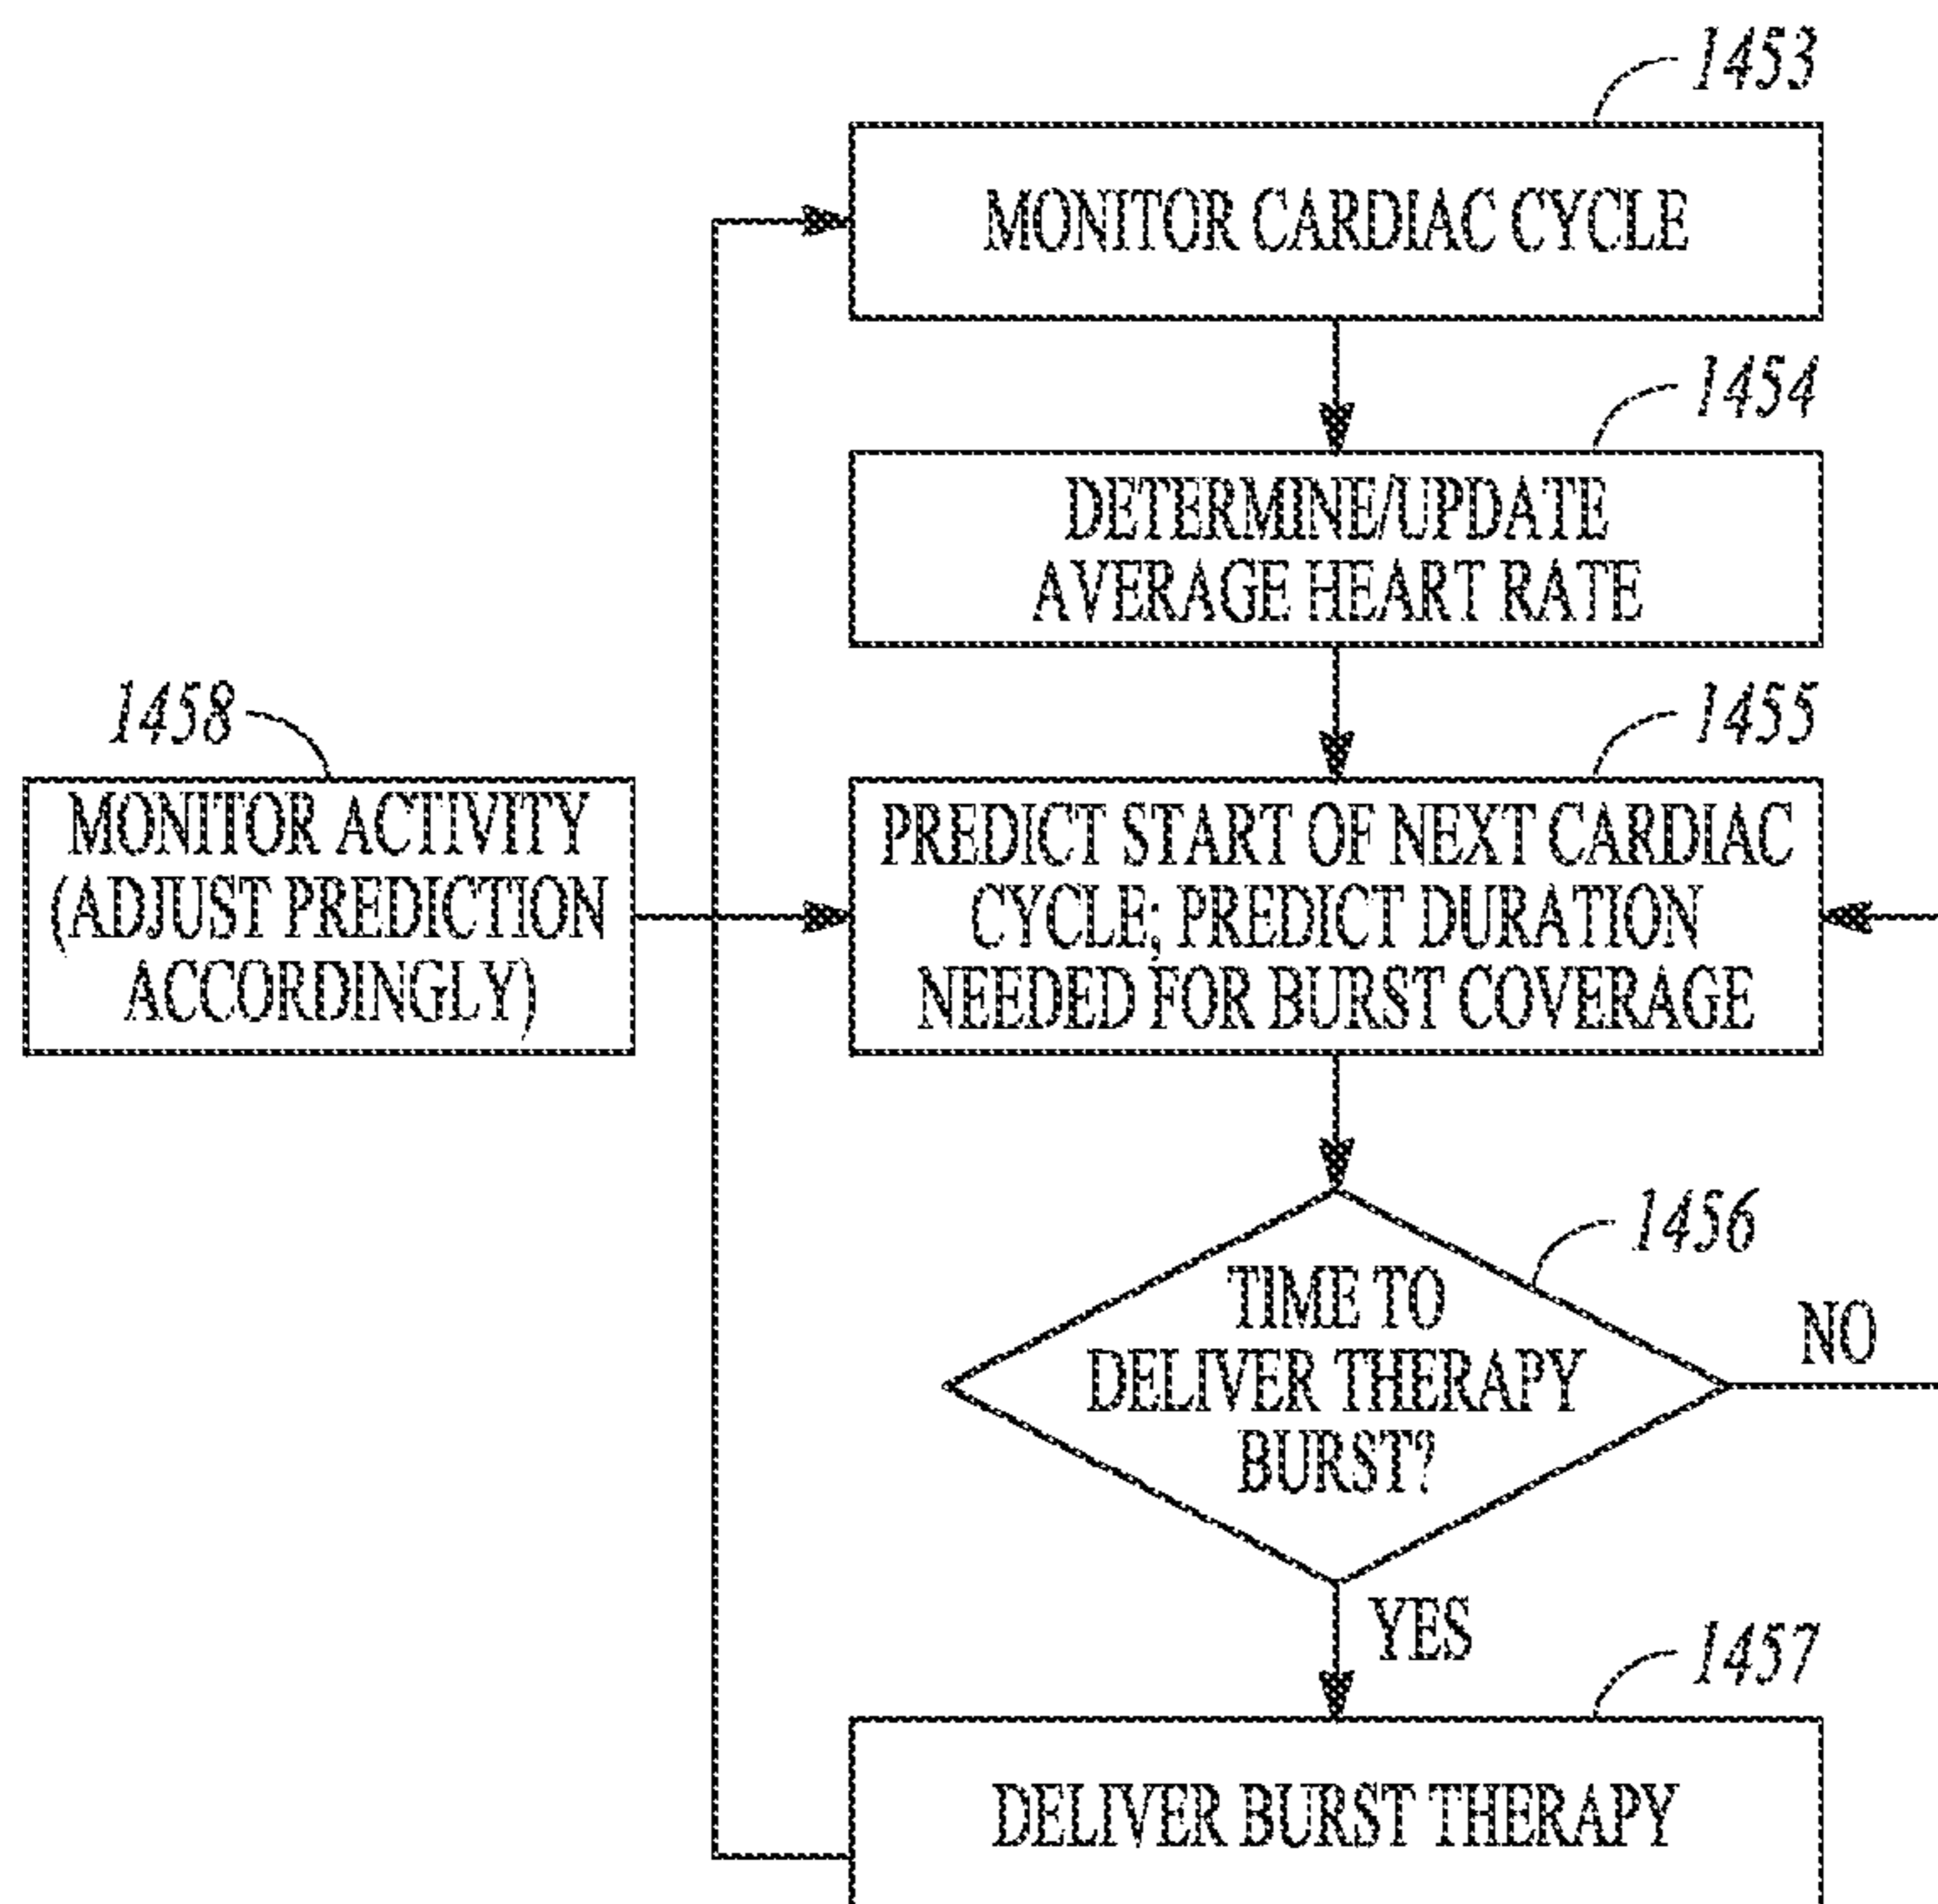 1453
MONITOR CARDIAC CYCLE
1454
DETERMINE/UPDATE
AVERAGE HEART RATE
1458
MONITOR ACTIVITY
(ADJUST PREDICTION
ACCORDINGLY)
1455
PREDICT START OF NEXT CARDIAC
CYCLE; PREDICT DURATION
NEEDED FOR BURST COVERAGE
1456
TIME TO
DELIVER THERAPY
BURST?
NO
YES
1457
DELIVER BURST THERAPY